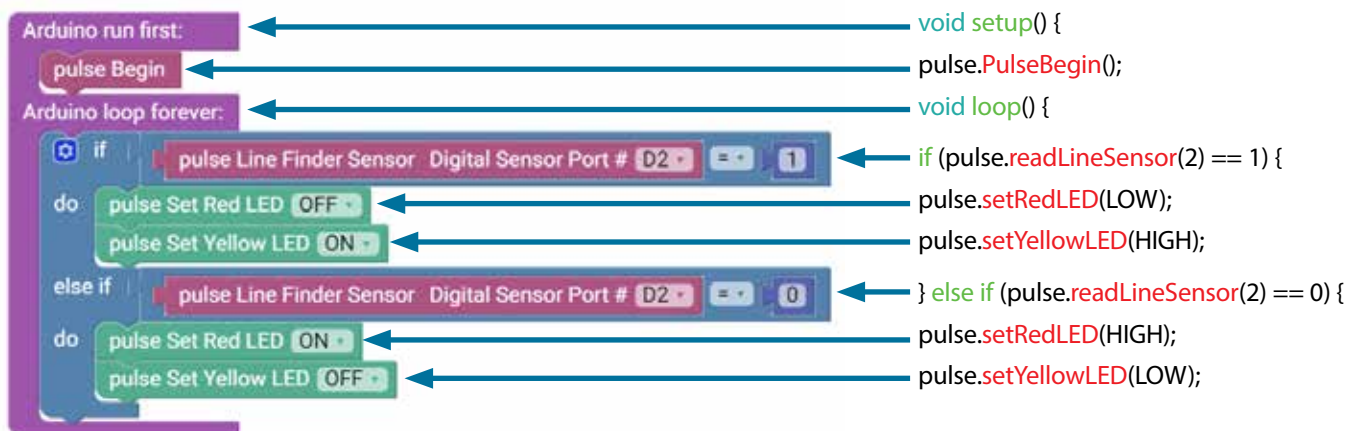 Arduino run first:
void setup() {
pulse Begin
pulse.PulseBegin();
Arduino loop forever:
void loop() {
if pulse Line Finder Sensor Digital Sensor Port # D2 = 1
if (pulse.readLineSensor(2) == 1) {
do pulse Set Red LED OFF
pulse.setRedLED(LOW);
pulse Set Yellow LED ON
pulse.setYellowLED(HIGH);
else if pulse Line Finder Sensor Digital Sensor Port # D2 = 0
} else if (pulse.readLineSensor(2) == 0) {
do pulse Set Red LED ON
pulse.setRedLED(HIGH);
pulse Set Yellow LED OFF
pulse.setYellowLED(LOW);